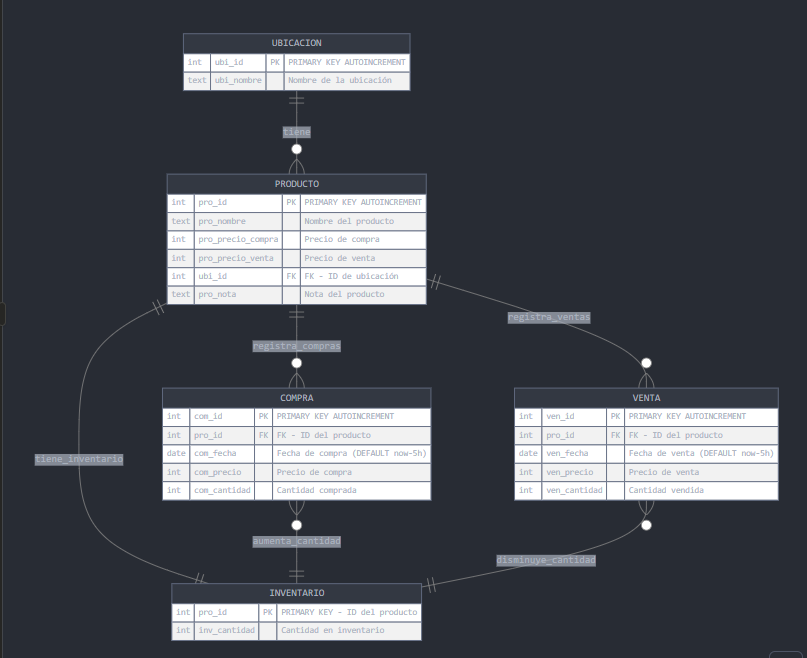 UBICACION
int ubi_id PK PRIMARY KEY AUTOINCREMENT
text ubi_nombre Nombre de la ubicación
tiene
PRODUCTO
int pro_id PK PRIMARY KEY AUTOINCREMENT
text pro_nombre Nombre del producto
int pro_precio_compra Precio de compra
int pro_precio_venta Precio de venta
int ubi_id FK FK - ID de ubicación
text pro_nota Nota del producto
registra_ventas
registra_compras
COMPRA
int com_id PK PRIMARY KEY AUTOINCREMENT
int pro_id FK FK - ID del producto
date com_fecha Fecha de compra (DEFAULT now-5h)
int com_precio Precio de compra
int com_cantidad Cantidad comprada
VENTA
int ven_id PK PRIMARY KEY AUTOINCREMENT
int pro_id FK FK - ID del producto
date ven_fecha Fecha de venta (DEFAULT now-5h)
int ven_precio Precio de venta
int ven_cantidad Cantidad vendida
tiene_inventario
aumenta_cantidad
disminuye_cantidad
INVENTARIO
int pro_id PK PRIMARY KEY - ID del producto
int inv_cantidad Cantidad en inventario